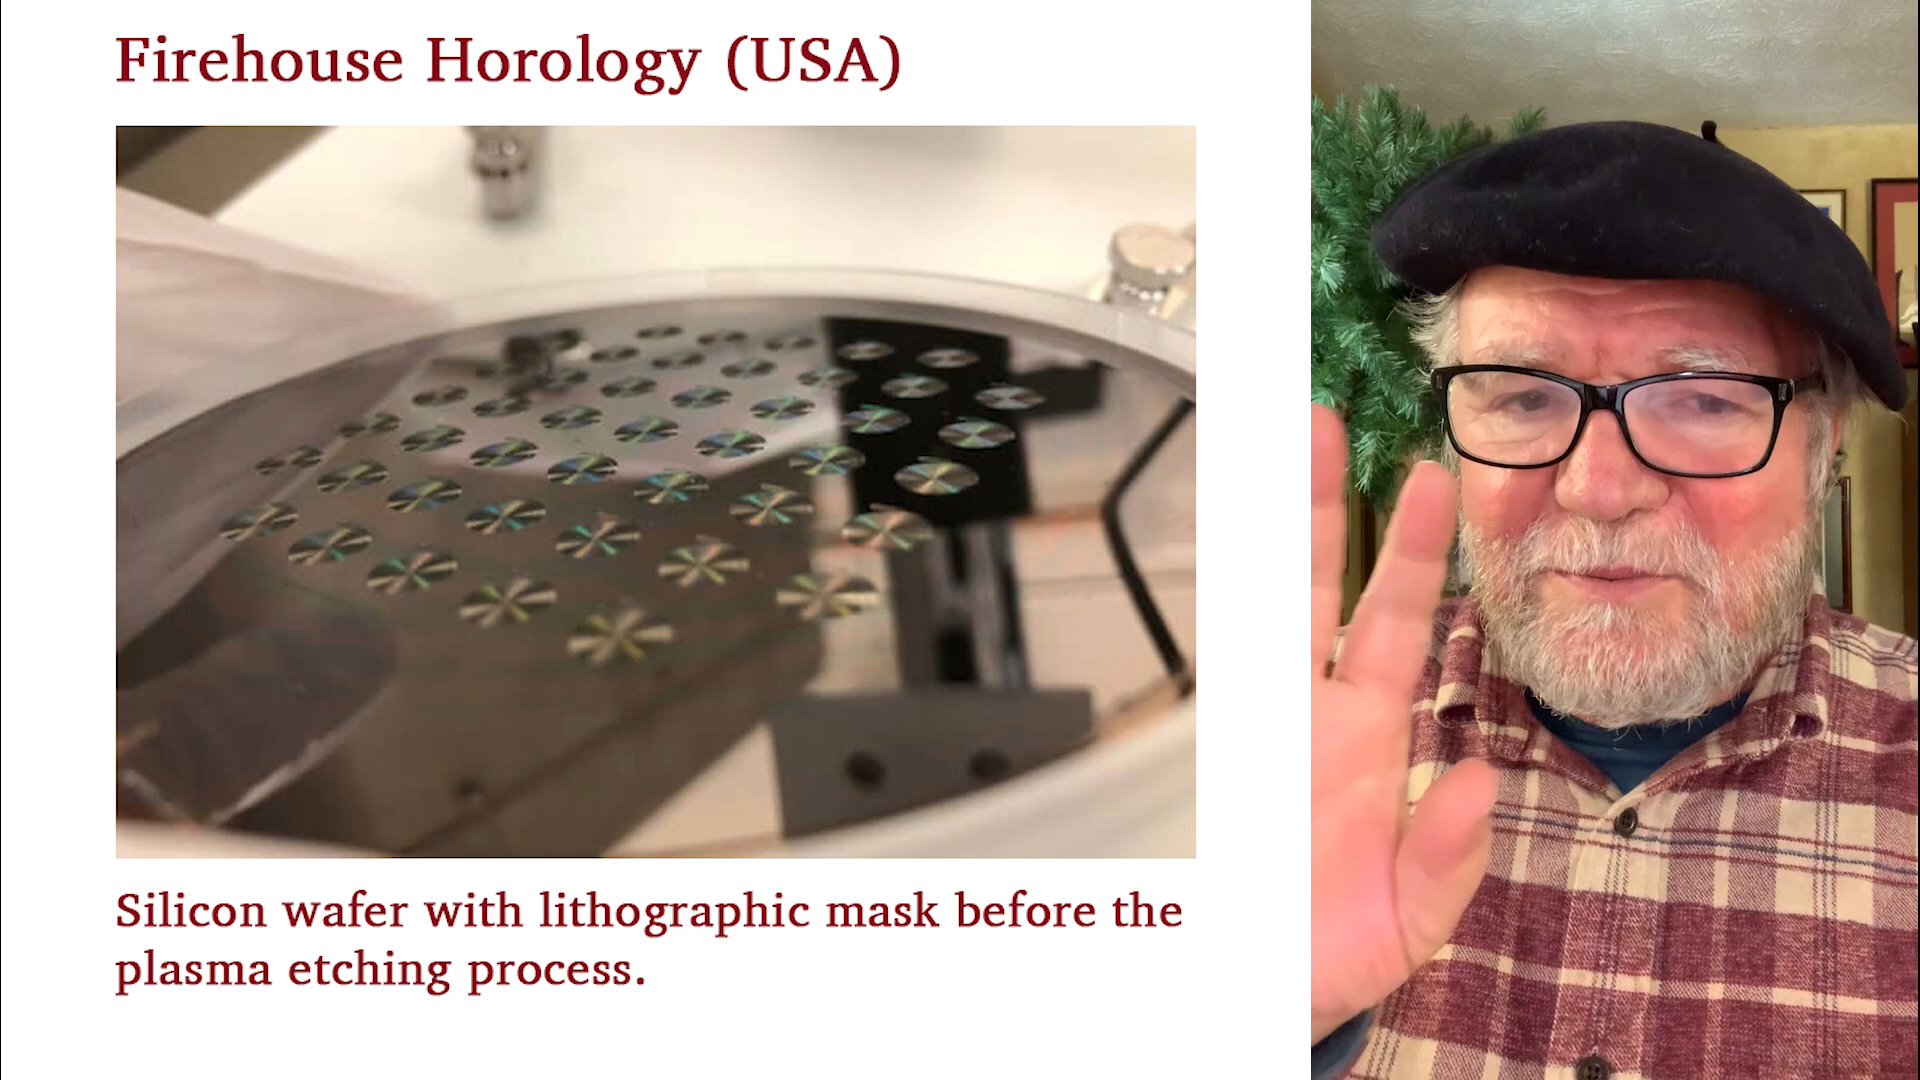 Firehouse Horology (USA)
Silicon wafer with lithographic mask before the
plasma etching process.